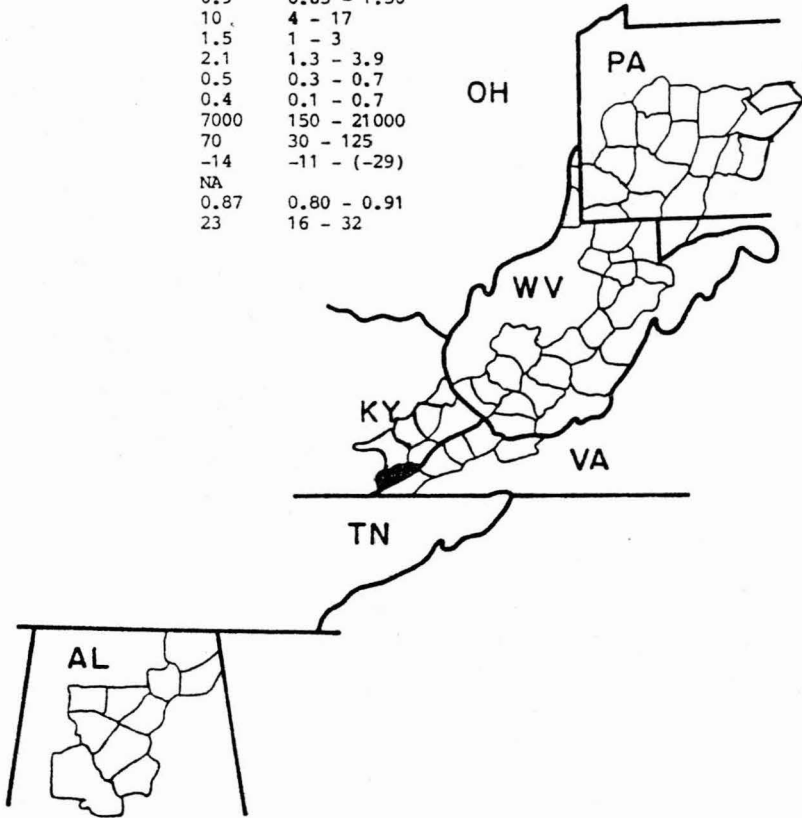 10 4 - 17
1.5 1 - 3
2.1 1.3 - 3.9
0.5 0.3 - 0.7
0.4 0.1 - 0.7
7000 150 - 21000
70 30 - 125
-14 -11 - (-29)
NA
0.87 0.80 - 0.91
23 16 - 32
OH
PA
WV
KY
VA
TN
AL